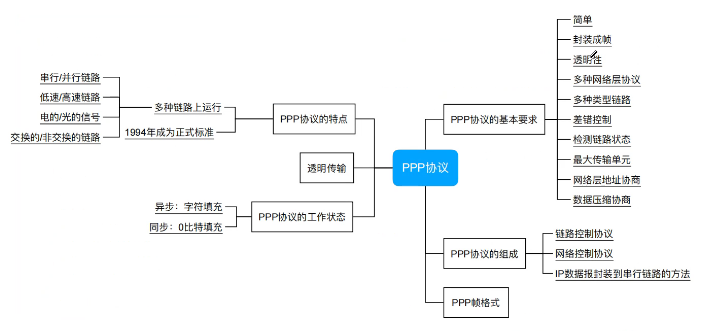 PPP协议
PPP协议的特点
多种链路上运行
串行/并行链路
低速/高速链路
电的/光的信号
交换的/非交换的链路
1994年成为正式标准
透明传输
PPP协议的工作状态
异步：字符填充
同步：0比特填充
PPP协议的基本要求
简单
封装成帧
透明性
多种网络层协议
多种类型链路
差错控制
检测链路状态
最大传输单元
网络层地址协商
数据压缩协商
PPP协议的组成
链路控制协议
网络控制协议
IP数据报封装到串行链路的方法
PPP帧格式